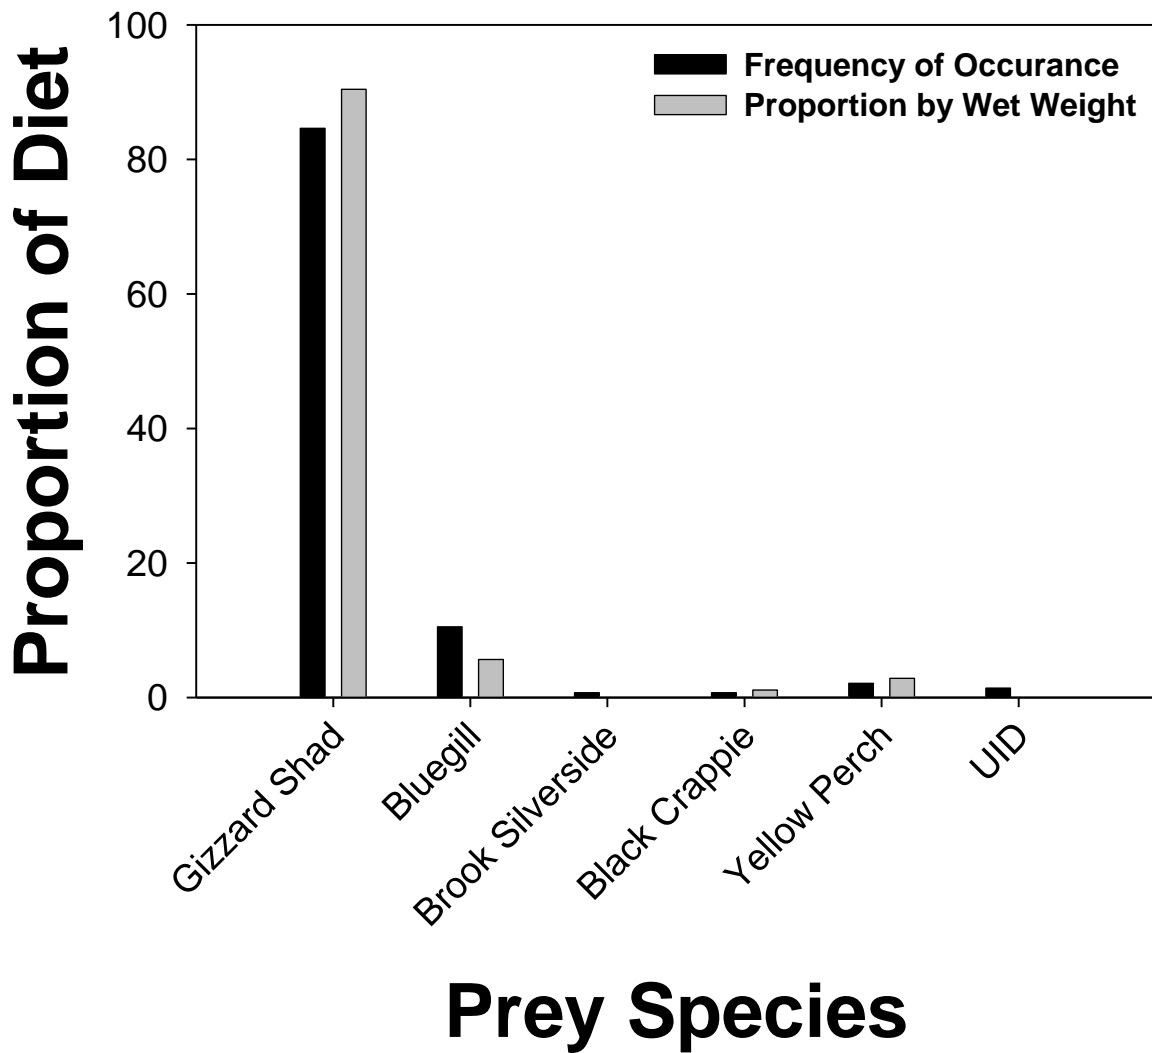 Proportion of Diet
100
80
60
40
20
0
Frequency of Occurance
Proportion by Wet Weight
Gizzard Shad
Bluegill
Brook Silverside
Black Crappie
Yellow Perch
UID
Prey Species